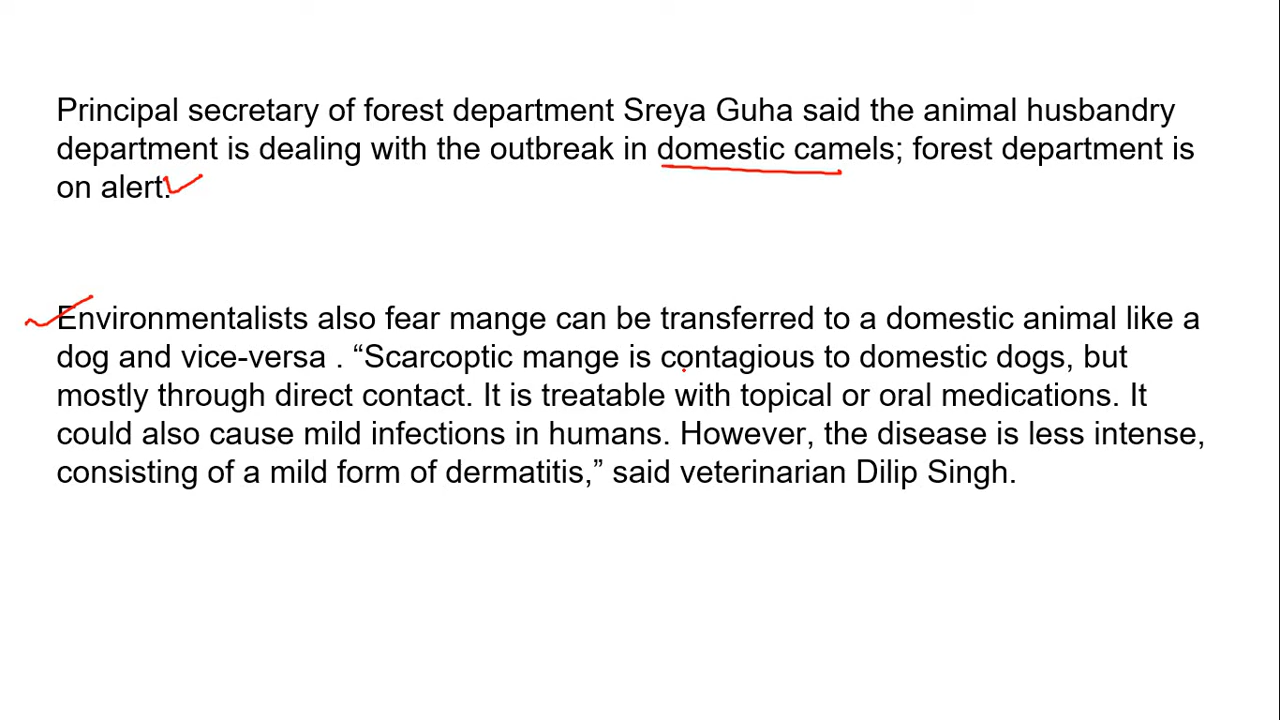 Principal secretary of forest department Sreya Guha said the animal husbandry
department is dealing with the outbreak in domestic camels; forest department is
on alert.
Environmentalists also fear mange can be transferred to a domestic animal like a
dog and vice-versa . “Scarcoptic mange is contagious to domestic dogs, but
mostly through direct contact. It is treatable with topical or oral medications. It
could also cause mild infections in humans. However, the disease is less intense,
consisting of a mild form of dermatitis,” said veterinarian Dilip Singh.